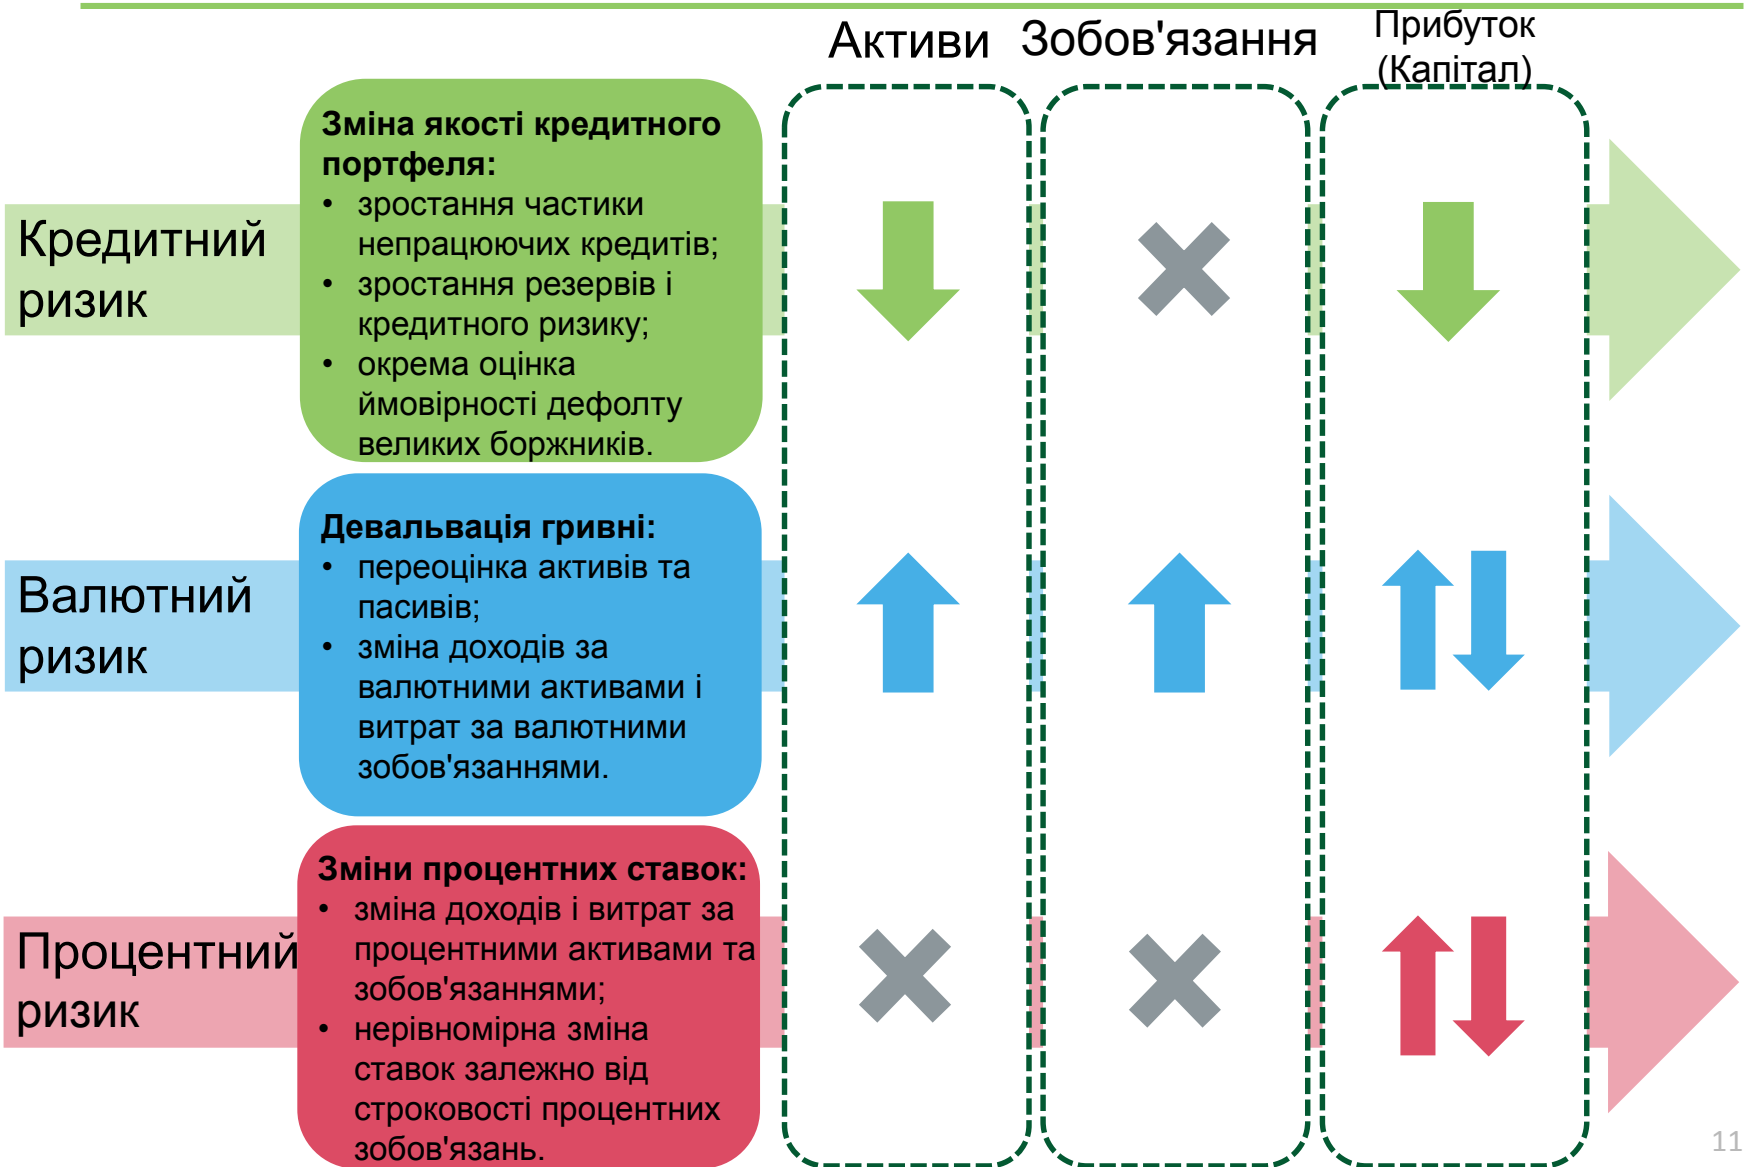 Активи Зобов'язання Прибуток
(Капітал)
Кредитний
ризик
Зміна якості кредитного
портфеля:
• зростання частики
непрацюючих кредитів;
• зростання резервів і
кредитного ризику;
• окрема оцінка
ймовірності дефолту
великих боржників.
Валютний
ризик
Девальвація гривні:
• переоцінка активів та
пасивів;
• зміна доходів за
валютними активами і
витрат за валютними
зобов'язаннями.
Процентний
ризик
Зміни процентних ставок:
• зміна доходів і витрат за
процентними активами та
зобов'язаннями;
• нерівномірна зміна
ставок залежно від
строковості процентних
зобов'язань.
11